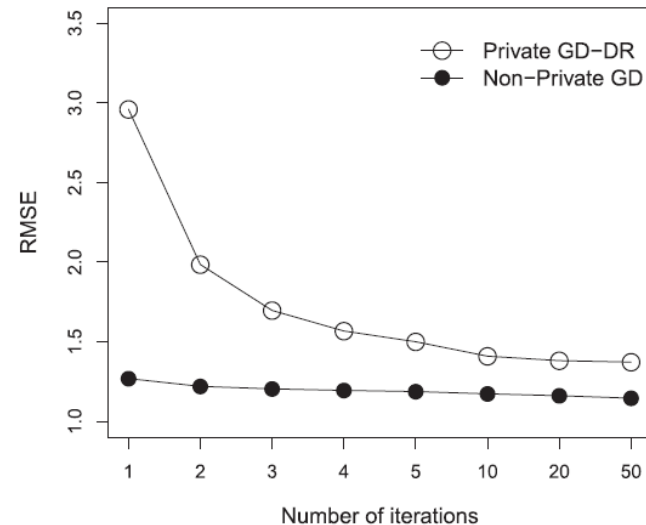 3.5
3.0
2.5
2.0
1.5
1.0
RMSE
Private GD-DR
Non-Private GD
1 2 3 4 5 10 20 50
Number of iterations